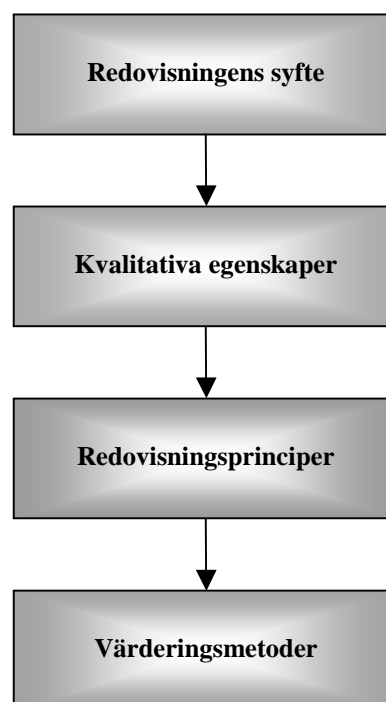 Redovisningens syfte
Kvalitativa egenskaper
Redovisningsprinciper
Värderingsmetoder